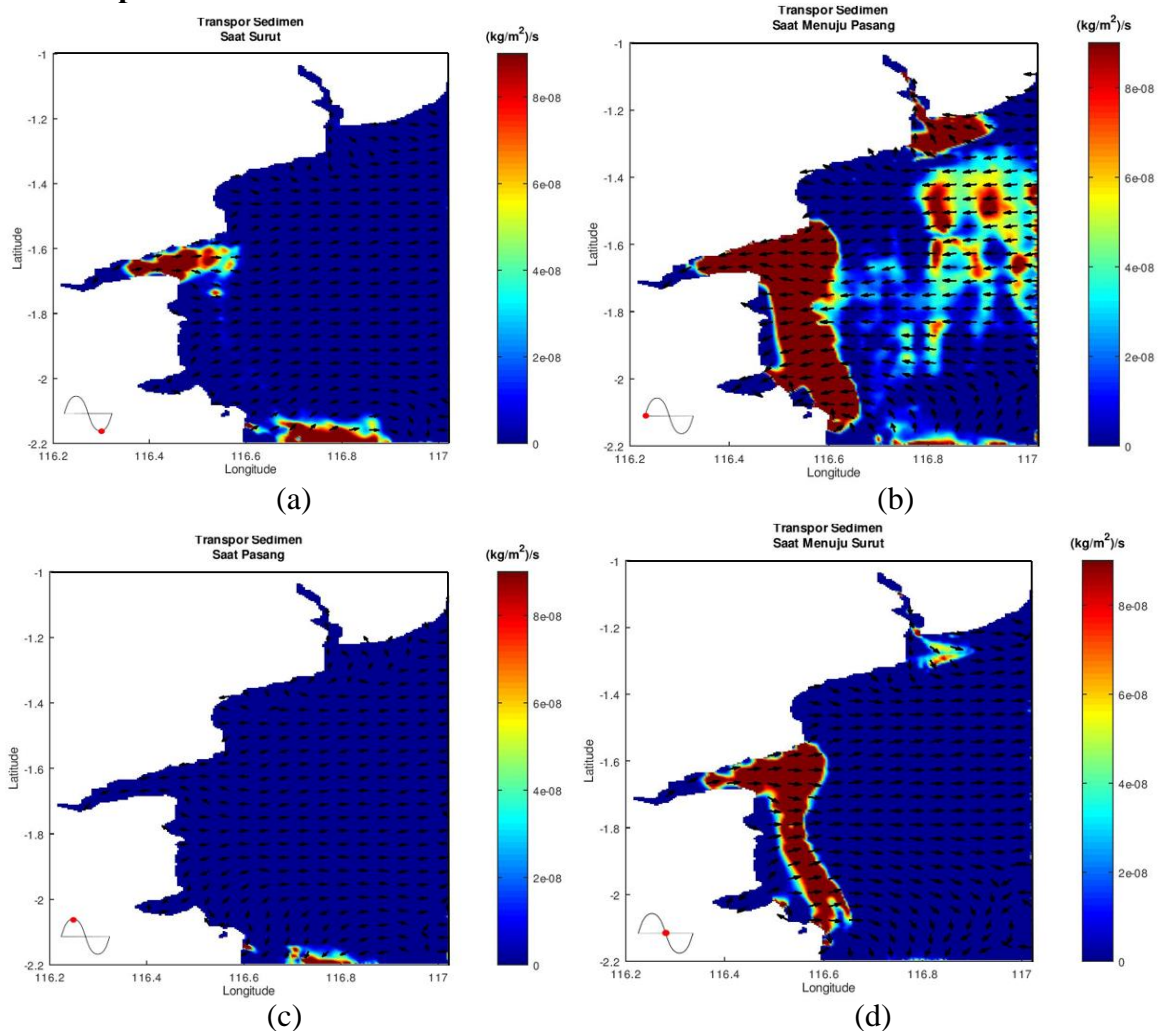 Transpor Sedimen
Saat Surut
(kg/m²)/s
-1
-1.2
-1.4
-1.6
-1.8
-2
-2.2
Latitude
116.2
116.4
116.6
116.8
117
Longitude
8e-08
6e-08
4e-08
2e-08
0
(a)
Transpor Sedimen
Saat Menuju Pasang
(kg/m²)/s
-1
-1.2
-1.4
-1.6
-1.8
-2
-2.2
Latitude
116.2
116.4
116.6
116.8
117
Longitude
8e-08
6e-08
4e-08
2e-08
0
(b)
Transpor Sedimen
Saat Pasang
(kg/m²)/s
-1
-1.2
-1.4
-1.6
-1.8
-2
-2.2
Latitude
116.2
116.4
116.6
116.8
117
Longitude
8e-08
6e-08
4e-08
2e-08
0
(c)
Transpor Sedimen
Saat Menuju Surut
(kg/m²)/s
-1
-1.2
-1.4
-1.6
-1.8
-2
-2.2
Latitude
116.2
116.4
116.6
116.8
117
Longitude
8e-08
6e-08
4e-08
2e-08
0
(d)